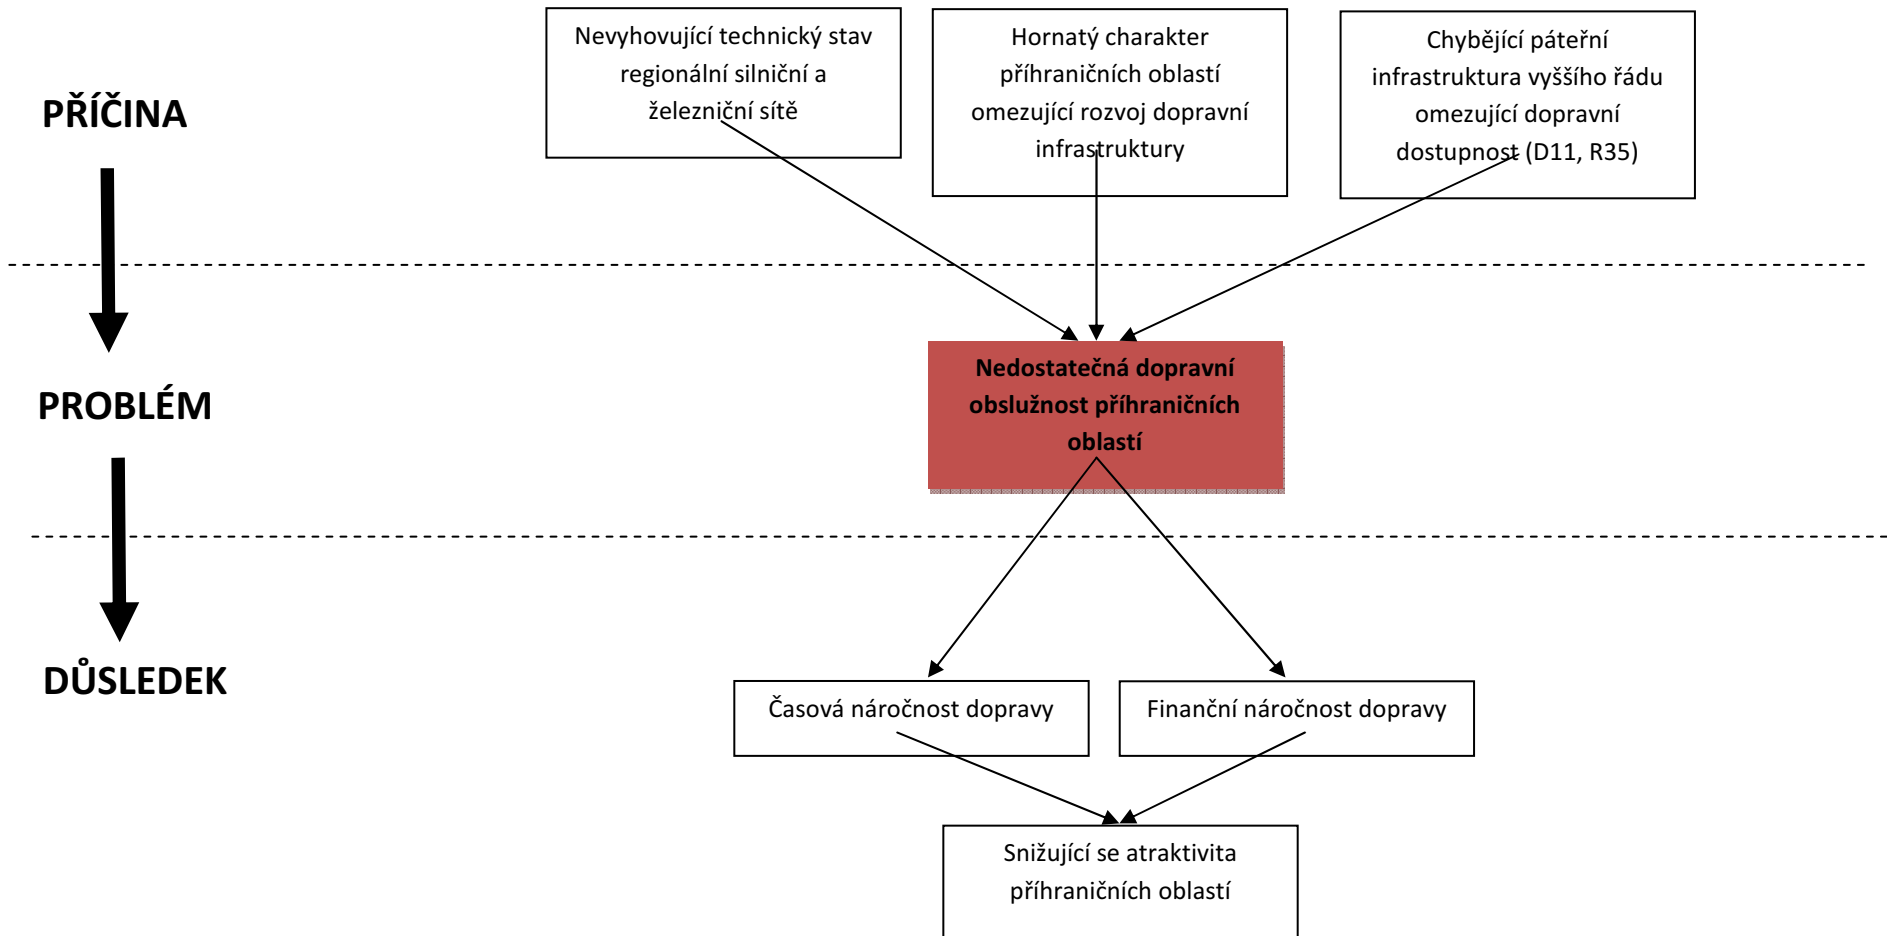 PŘÍČINA
Nevyhovující technický stav
regionální silniční a
železniční sítě
Hornatý charakter
příhraničních oblastí
omezující rozvoj dopravní
infrastruktury
Chybějící páteřní
infrastruktura vyššího řádu
omezující dopravní
dostupnost (D11, R35)
PROBLÉM
Nedostatečná dopravní
obslužnost příhraničních
oblastí
DŮSLEDEK
Časová náročnost dopravy
Finanční náročnost dopravy
Snižující se atraktivita
příhraničních oblastí